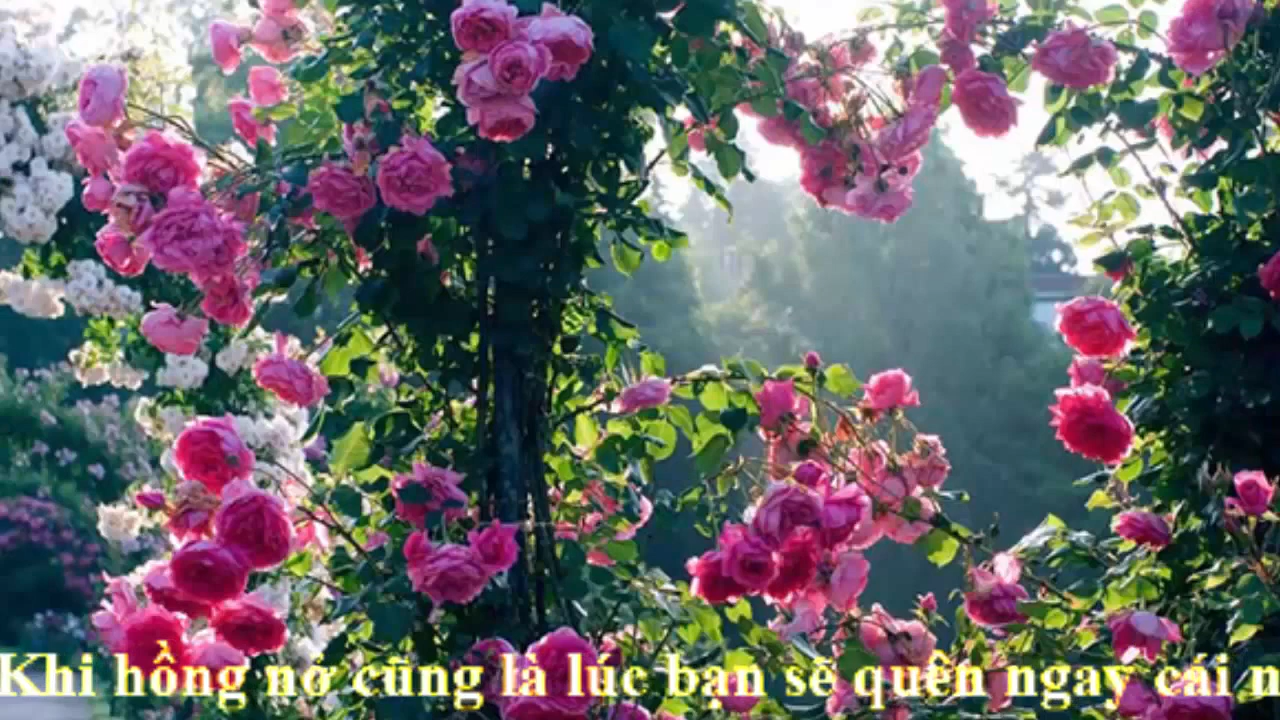 Khi hồng nở cũng là lúc bạn sẽ quên ngay cái